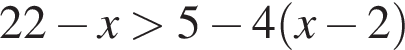 22 − x > 5 − 4(x − 2)